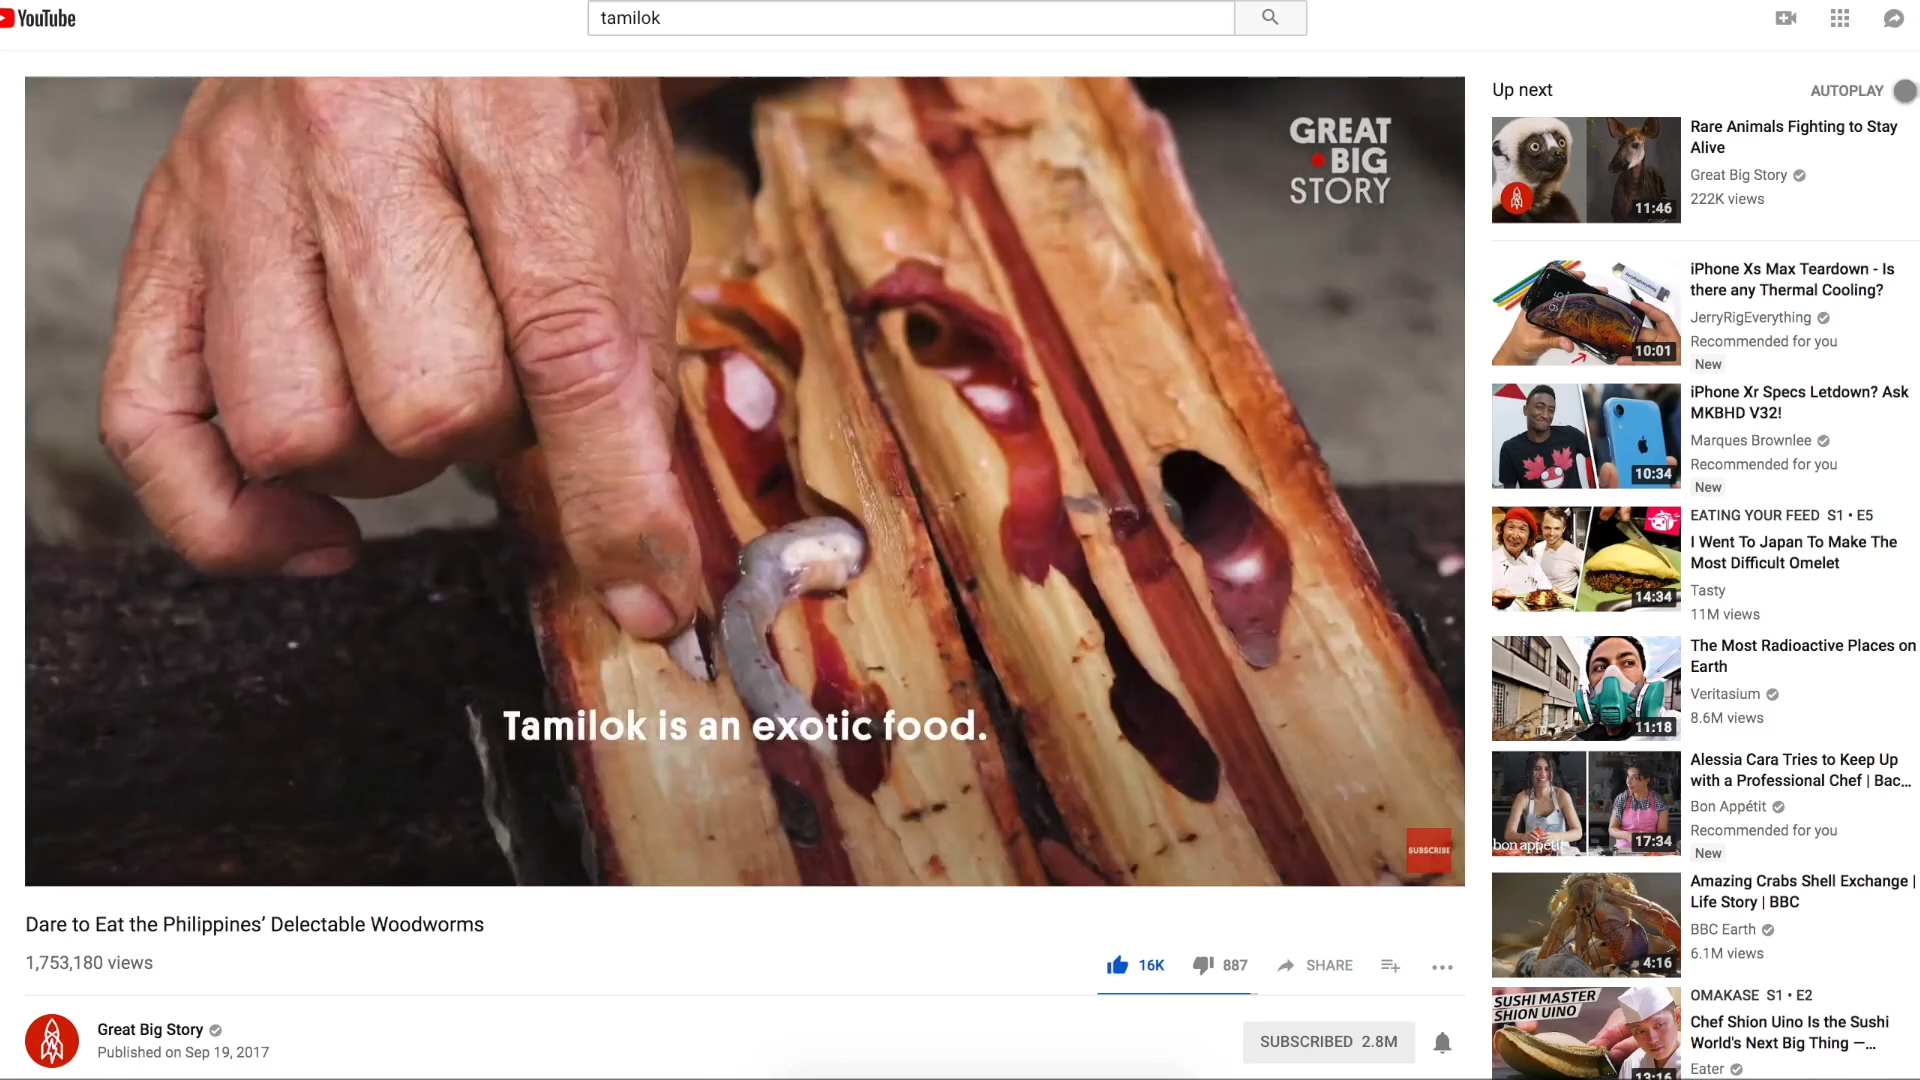 YouTube
tamilok
GREAT
BIG
STORY
Tamilok is an exotic food.
SUBSCRIBE
Dare to Eat the Philippines’ Delectable Woodworms
1,753,180 views
16K
887
SHARE
Great Big Story
Published on Sep 19, 2017
SUBSCRIBED 2.8M
Up next
AUTOPLAY
11:46
Rare Animals Fighting to Stay
Alive
Great Big Story
222K views
10:01
iPhone Xs Max Teardown - Is
there any Thermal Cooling?
JerryRigEverything
Recommended for you
New
10:34
iPhone Xr Specs Letdown? Ask
MKBHD V32!
Marques Brownlee
Recommended for you
New
14:34
EATING YOUR FEED S1 • E5
I Went To Japan To Make The
Most Difficult Omelet
Tasty
11M views
11:18
The Most Radioactive Places on
Earth
Veritasium
8.6M views
bon appétit
17:34
Alessia Cara Tries to Keep Up
with a Professional Chef | Bac...
Bon Appétit
Recommended for you
New
4:16
Amazing Crabs Shell Exchange |
Life Story | BBC
BBC Earth
6.1M views
SUSHI MASTER
SHION UINO
13:16
OMAKASE S1 • E2
Chef Shion Uino Is the Sushi
World's Next Big Thing —...
Eater